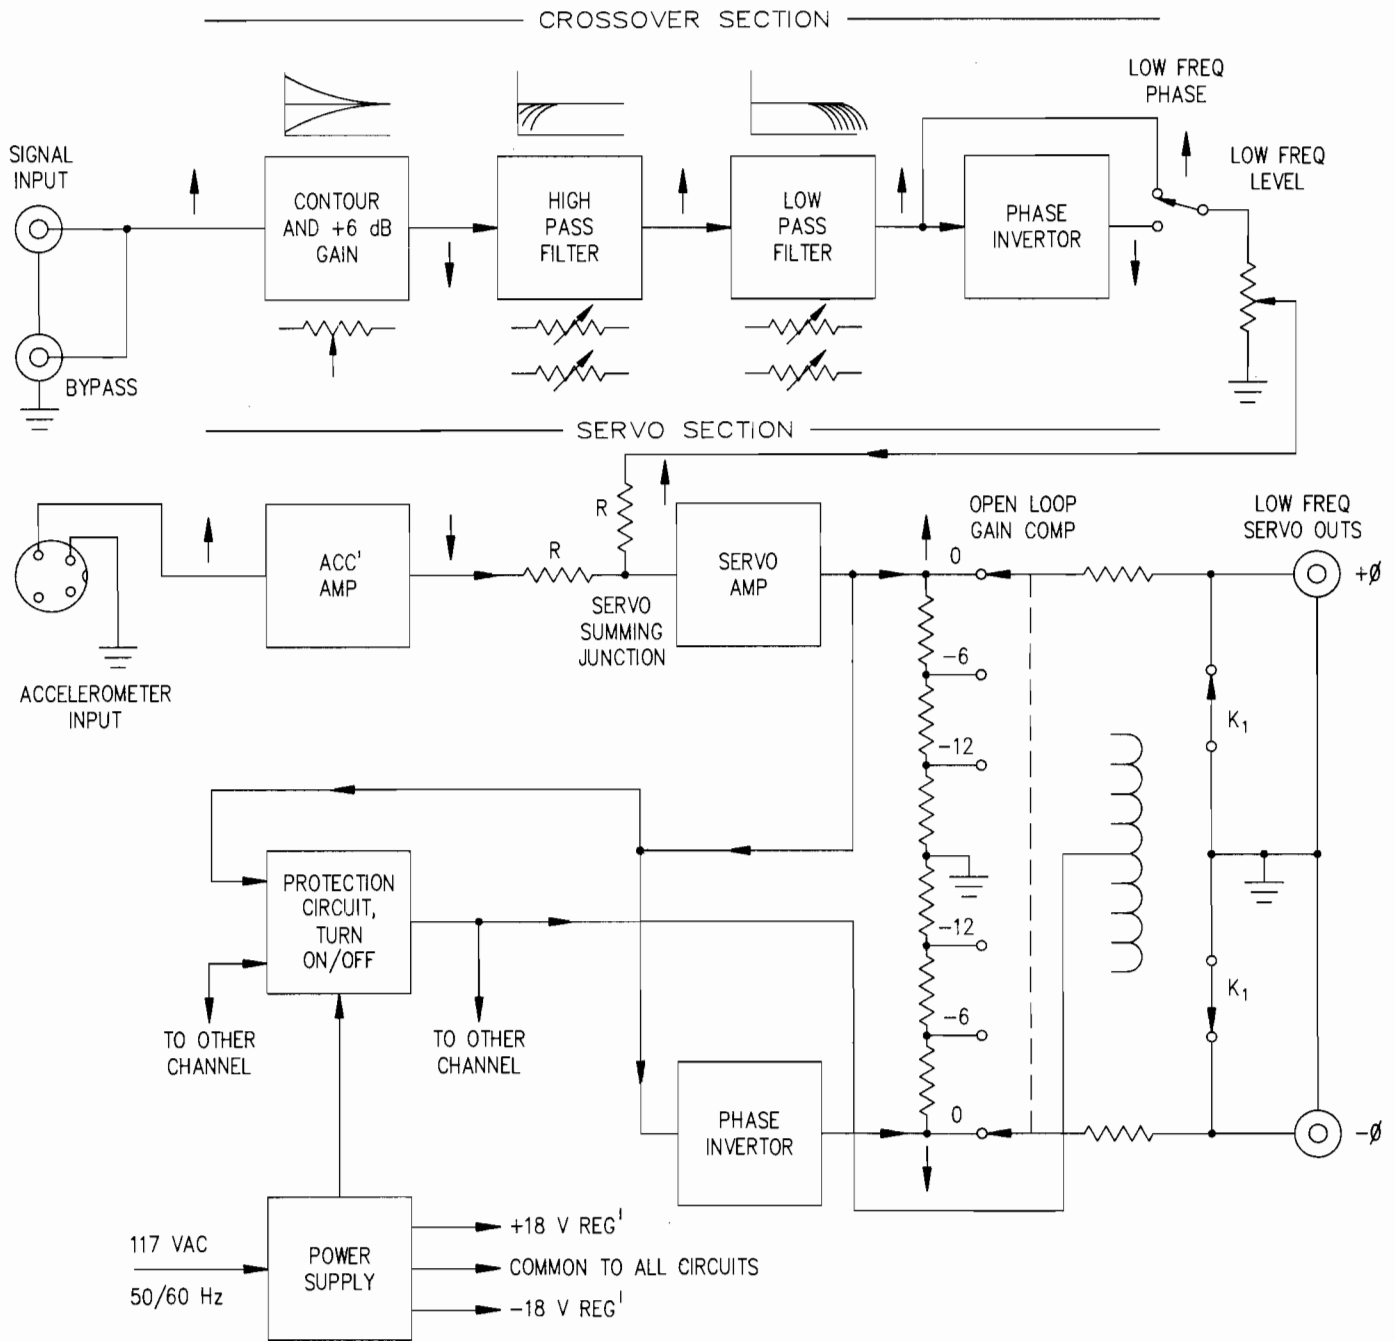 CROSSOVER SECTION
SIGNAL
INPUT
BYPASS
CONTOUR
AND +6 dB
GAIN
HIGH
PASS
FILTER
LOW
PASS
FILTER
PHASE
INVERTOR
LOW FREQ
PHASE
LOW FREQ
LEVEL
SERVO SECTION
ACCELEROMETER
INPUT
ACC'
AMP
R
R
SERVO
SUMMING
JUNCTION
SERVO
AMP
OPEN LOOP
GAIN COMP
0
-6
-12
-12
-6
0
LOW FREQ
SERVO OUTS
+Ø
K1
K1
-Ø
PROTECTION
CIRCUIT,
TURN
ON/OFF
TO OTHER
CHANNEL
TO OTHER
CHANNEL
PHASE
INVERTOR
117 VAC
50/60 Hz
POWER
SUPPLY
+18 V REG'
COMMON TO ALL CIRCUITS
-18 V REG'